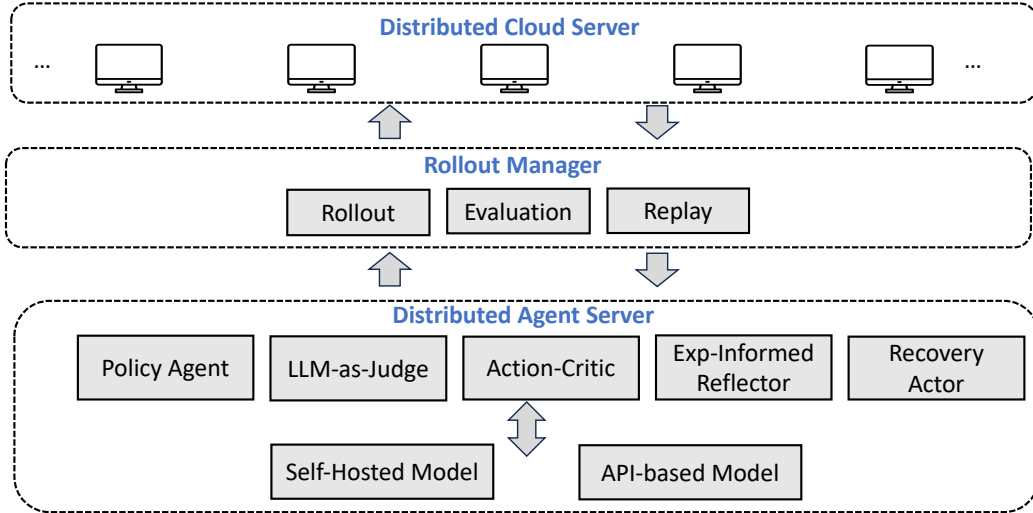 Distributed Cloud Server
...
...
Rollout Manager
Rollout
Evaluation
Replay
Distributed Agent Server
Policy Agent
LLM-as-Judge
Action-Critic
Exp-Informed
Reflector
Recovery
Actor
Self-Hosted Model
API-based Model